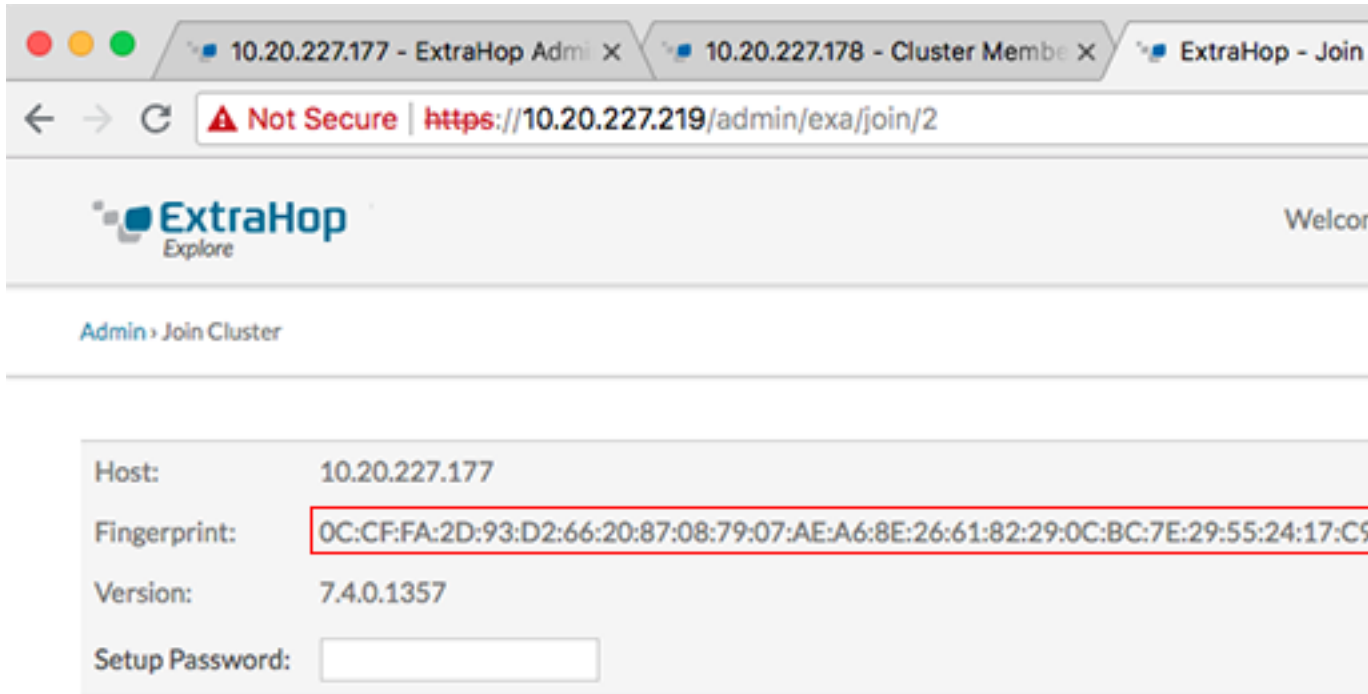 10.20.227.177 - ExtraHop Admi
10.20.227.178 - Cluster Membe
ExtraHop - Join
Not Secure | https://10.20.227.219/admin/exa/join/2
ExtraHop
Explore
Welcor
Admin › Join Cluster
Host: 10.20.227.177
Fingerprint: 0C:CF:FA:2D:93:D2:66:20:87:08:79:07:AE:A6:8E:26:61:82:29:0C:BC:7E:29:55:24:17:C9
Version: 7.4.0.1357
Setup Password: